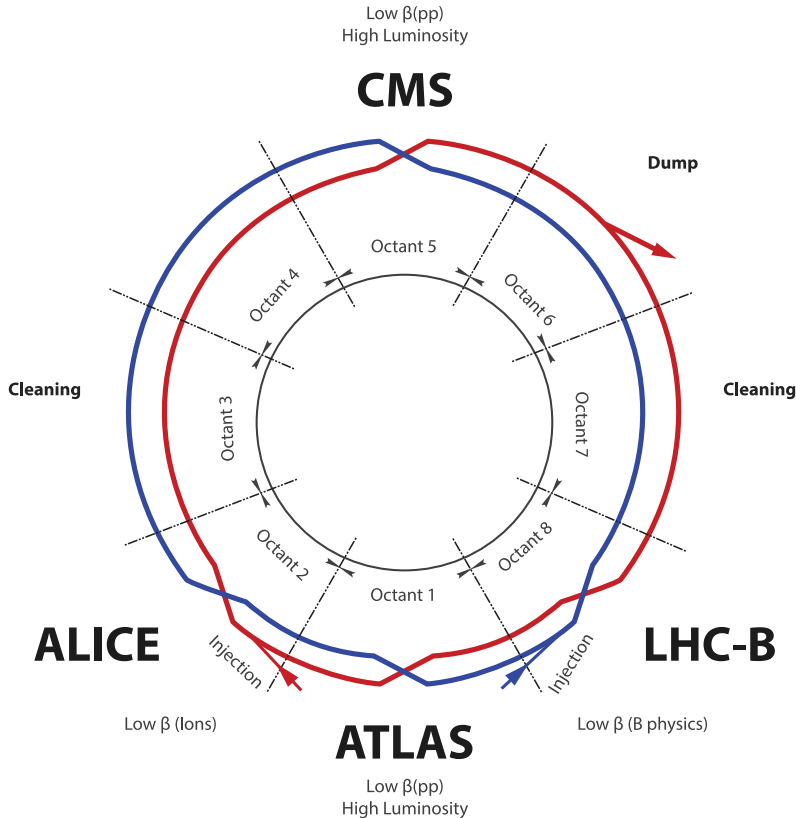 Low β(pp)
High Luminosity
CMS
Dump
Octant 5
Octant 4
Octant 6
Cleaning
Cleaning
Octant 3
Octant 7
Octant 2
Octant 8
Octant 1
ALICE
Injection
Injection
LHC-B
Low β (Ions)
Low β (B physics)
ATLAS
Low β(pp)
High Luminosity